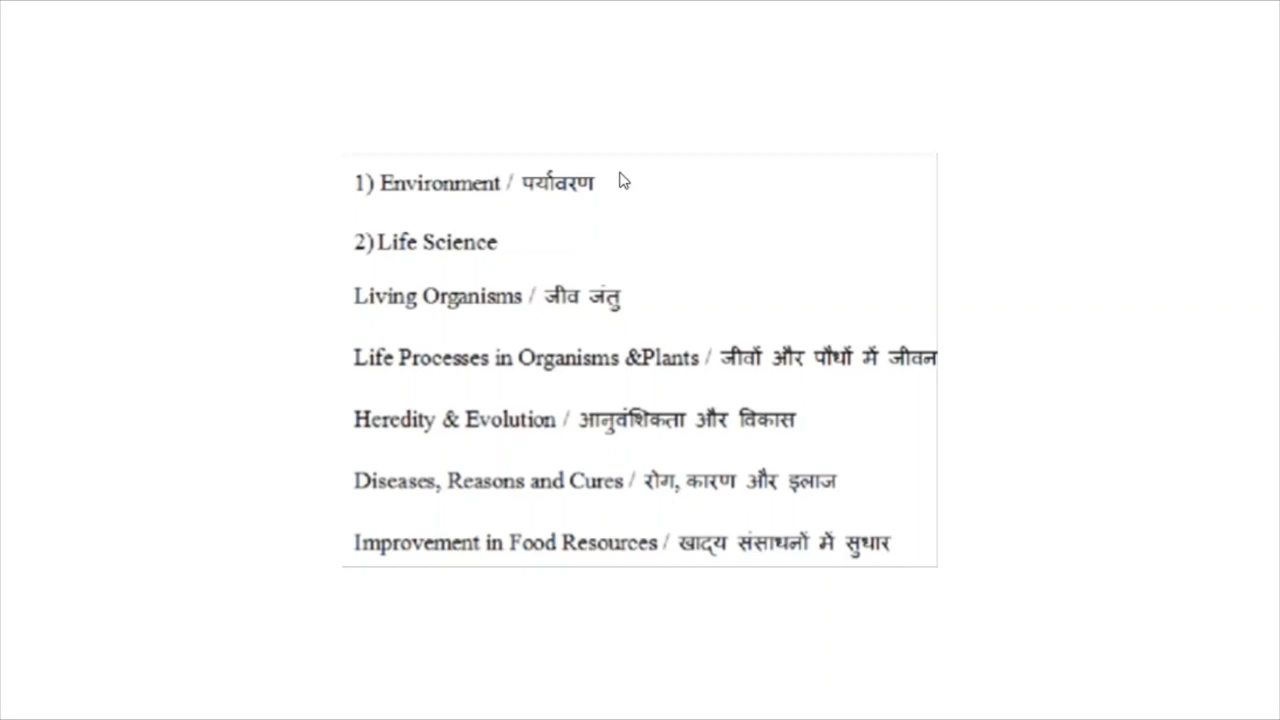 1) Environment / पर्यावरण
2) Life Science
Living Organisms / जीव जंतु
Life Processes in Organisms &Plants / जीवों और पौधों में जीवन
Heredity & Evolution / आनुवंशिकता और विकास
Diseases, Reasons and Cures / रोग, कारण और इलाज
Improvement in Food Resources / खाद्य संसाधनों में सुधार